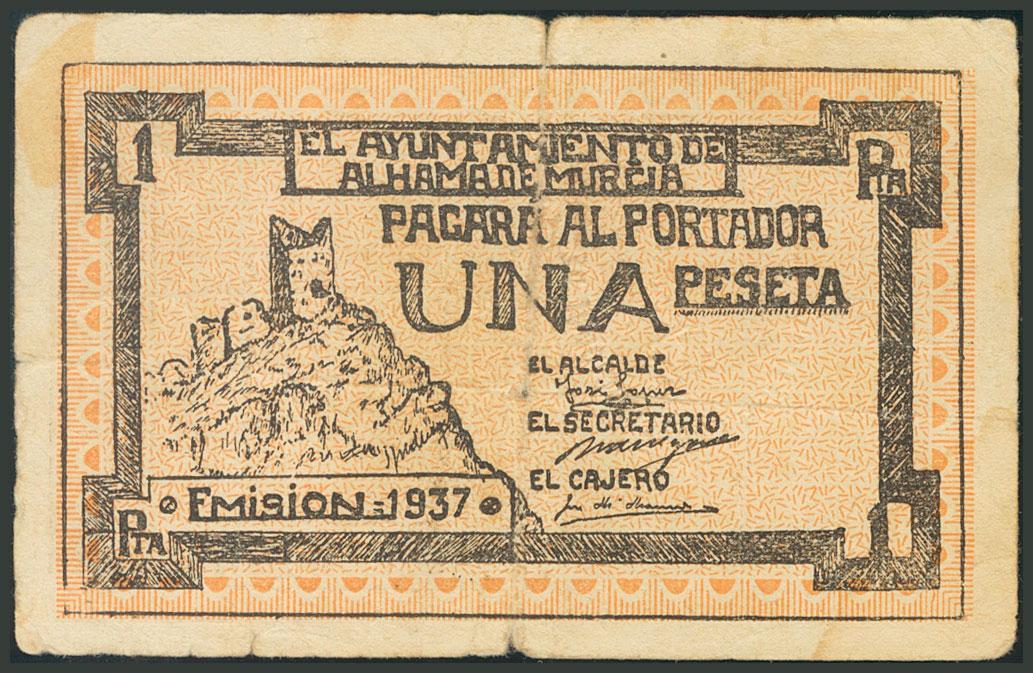 1
Pta
EL AYUNTAMIENTO DE
ALHAMA DE MURCIA
PAGARA AL PORTADOR
UNA PESETA
EL ALCALDE
José
EL SECRETARIO
EL CAJERO
EMISION=1937
PTA
1